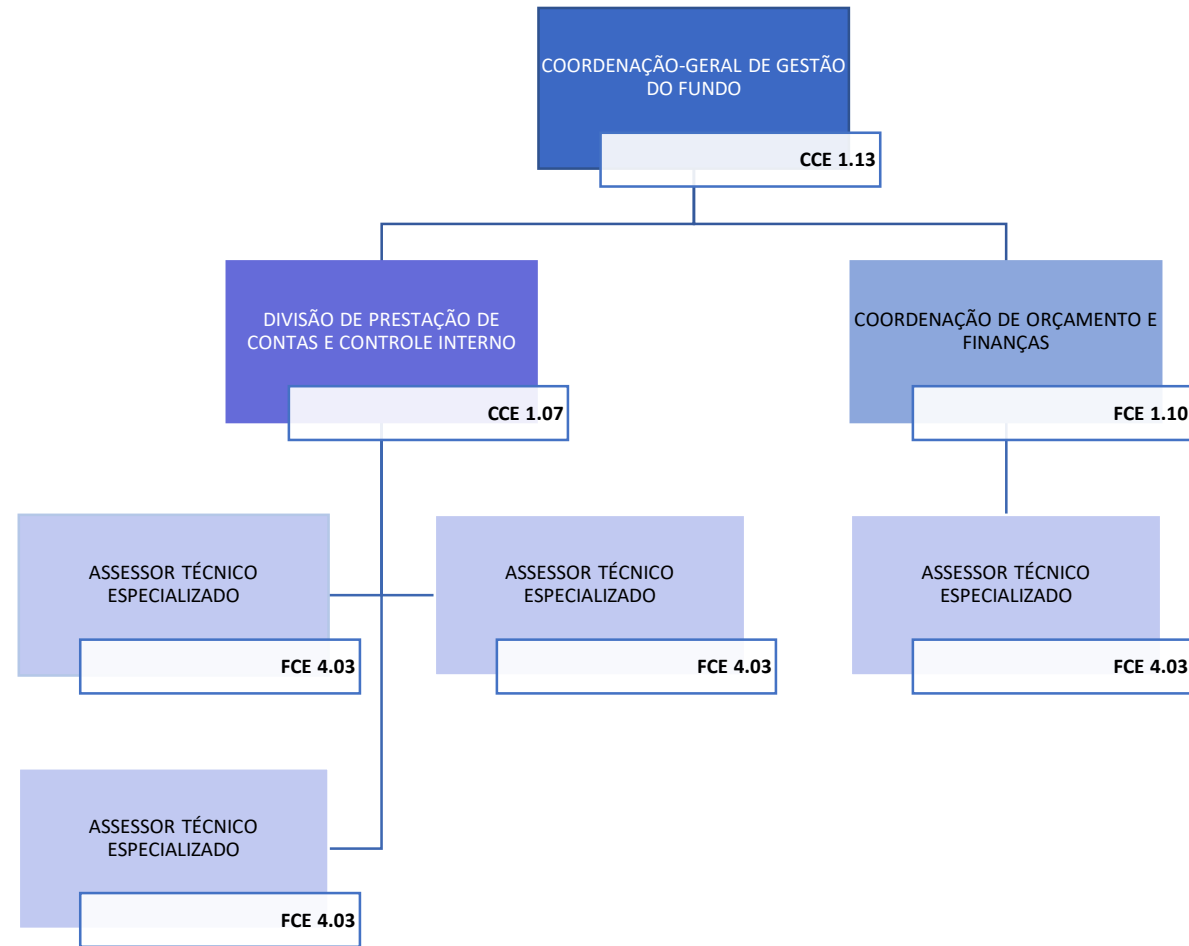 COORDENAÇÃO-GERAL DE GESTÃO
DO FUNDO
CCE 1.13
DIVISÃO DE PRESTAÇÃO DE
CONTAS E CONTROLE INTERNO
CCE 1.07
COORDENAÇÃO DE ORÇAMENTO E
FINANÇAS
FCE 1.10
ASSESSOR TÉCNICO
ESPECIALIZADO
FCE 4.03
ASSESSOR TÉCNICO
ESPECIALIZADO
FCE 4.03
ASSESSOR TÉCNICO
ESPECIALIZADO
FCE 4.03
ASSESSOR TÉCNICO
ESPECIALIZADO
FCE 4.03